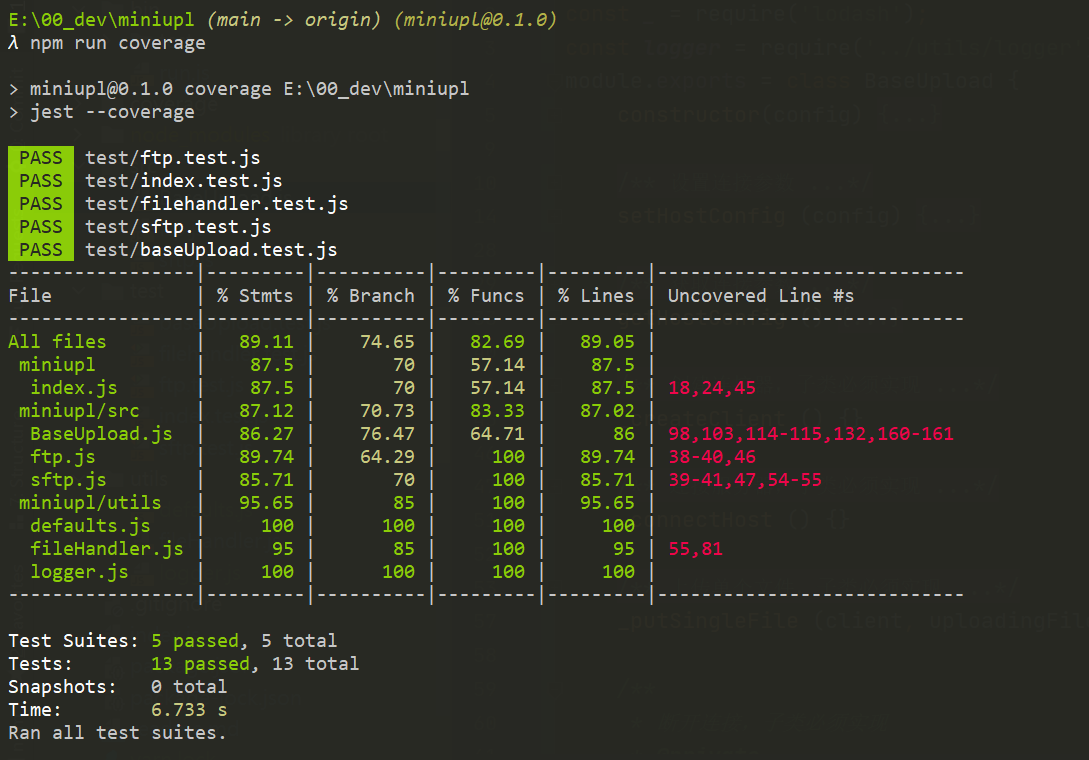 E:\00_dev\miniupl (main -> origin) (miniupl@0.1.0)
λ npm run coverage
> miniupl@0.1.0 coverage E:\00_dev\miniupl
> jest --coverage
PASS test/ftp.test.js
PASS test/index.test.js
PASS test/filehandler.test.js
PASS test/sftp.test.js
PASS test/baseUpload.test.js
-----------------|---------|----------|---------|---------|----------------------------
File | % Stmts | % Branch | % Funcs | % Lines | Uncovered Line #s
-----------------|---------|----------|---------|---------|----------------------------
All files | 89.11 | 74.65 | 82.69 | 89.05 |
miniupl | 87.5 | 70 | 57.14 | 87.5 |
index.js | 87.5 | 70 | 57.14 | 87.5 | 18,24,45
miniupl/src | 87.12 | 70.73 | 83.33 | 87.02 |
BaseUpload.js | 86.27 | 76.47 | 64.71 | 86 | 98,103,114-115,132,160-161
ftp.js | 89.74 | 64.29 | 100 | 89.74 | 38-40,46
sftp.js | 85.71 | 70 | 100 | 85.71 | 39-41,47,54-55
miniupl/utils | 95.65 | 85 | 100 | 95.65 |
defaults.js | 100 | 100 | 100 | 100 |
fileHandler.js | 95 | 85 | 100 | 95 | 55,81
logger.js | 100 | 100 | 100 | 100 |
-----------------|---------|----------|---------|---------|----------------------------
Test Suites: 5 passed, 5 total
Tests: 13 passed, 13 total
Snapshots: 0 total
Time: 6.733 s
Ran all test suites.